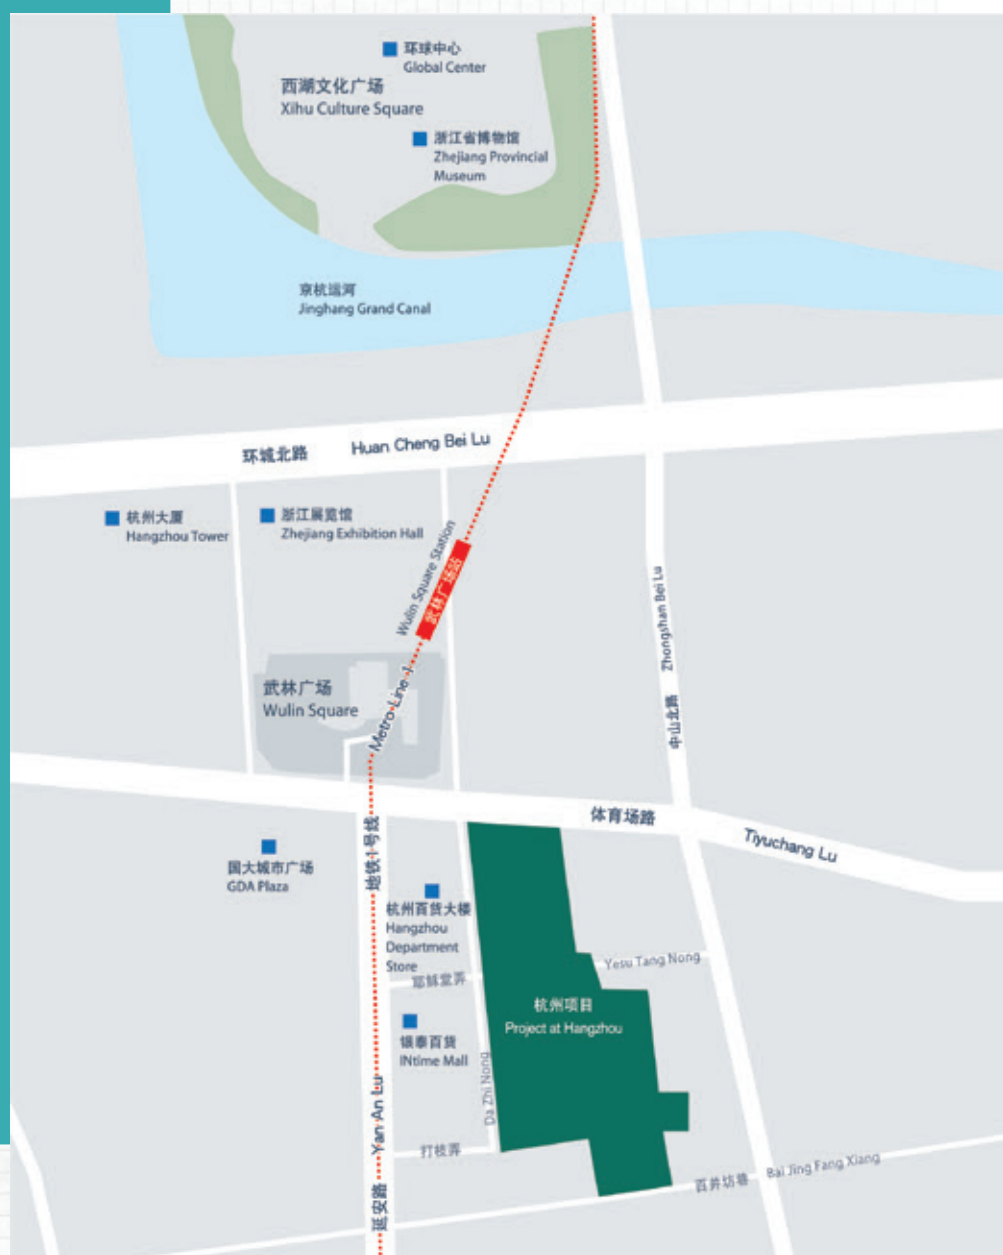 环球中心
Global Center
西湖文化广场
Xihu Culture Square
浙江省博物馆
Zhejiang Provincial
Museum
京杭运河
Jinghang Grand Canal
环城北路
Huan Cheng Bei Lu
杭州大厦
Hangzhou Tower
浙江展览馆
Zhejiang Exhibition Hall
Wulin Square Station
武林广场站
武林广场
Wulin Square
Metro Line 1
Zhongshan Bei Lu
中山北路
体育场路
Tiyuchang Lu
地铁1号线
国大城市广场
GDA Plaza
杭州百货大楼
Hangzhou
Department
Store
耶稣堂弄
Yesu Tang Nong
杭州项目
Project at Hangzhou
银泰百货
INtime Mall
Da Zhi Nong
打枝弄
Yan An Lu
延安路
百井坊巷
Bai Jing Fang Xiang